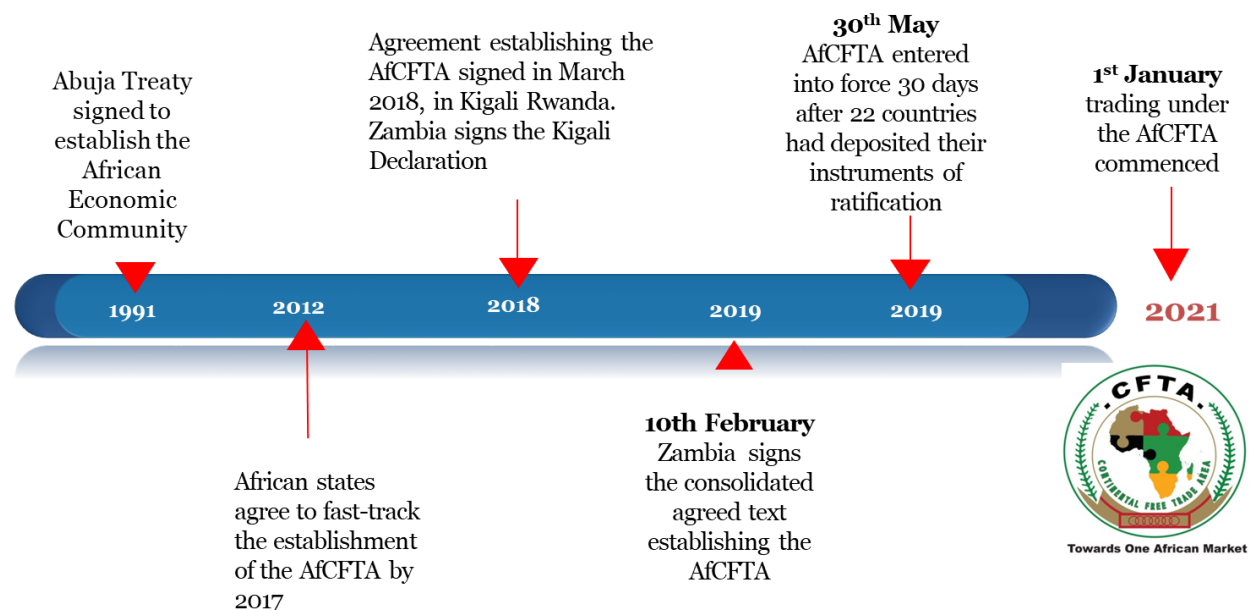 Abuja Treaty
signed to
establish the
African
Economic
Community
Agreement establishing the
AfCFTA signed in March
2018, in Kigali Rwanda.
Zambia signs the Kigali
Declaration
30th May
AfCFTA entered
into force 30 days
after 22 countries
had deposited their
instruments of
ratification
1st January
trading under
the AfCFTA
commenced
1991
2012
2018
2019
2019
2021
African states
agree to fast-track
the establishment
of the AfCFTA by
2017
10th February
Zambia signs
the consolidated
agreed text
establishing the
AfCFTA
.CFTA.
CONTINENTAL FREE TRADE AREA
Towards One African Market